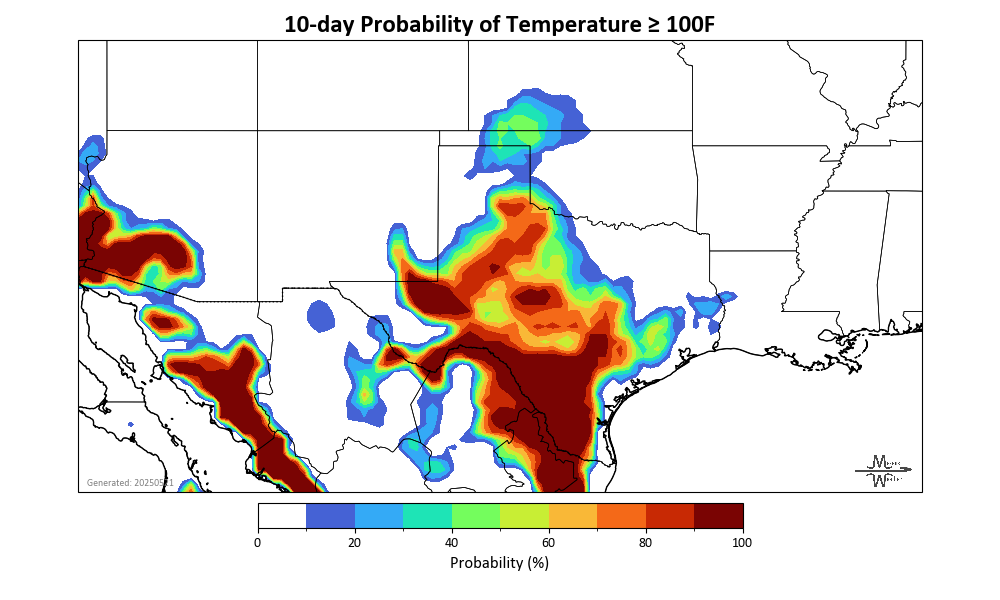 10-day Probability of Temperature ≥ 100F
Generated: 20250521
0 20 40 60 80 100
Probability (%)